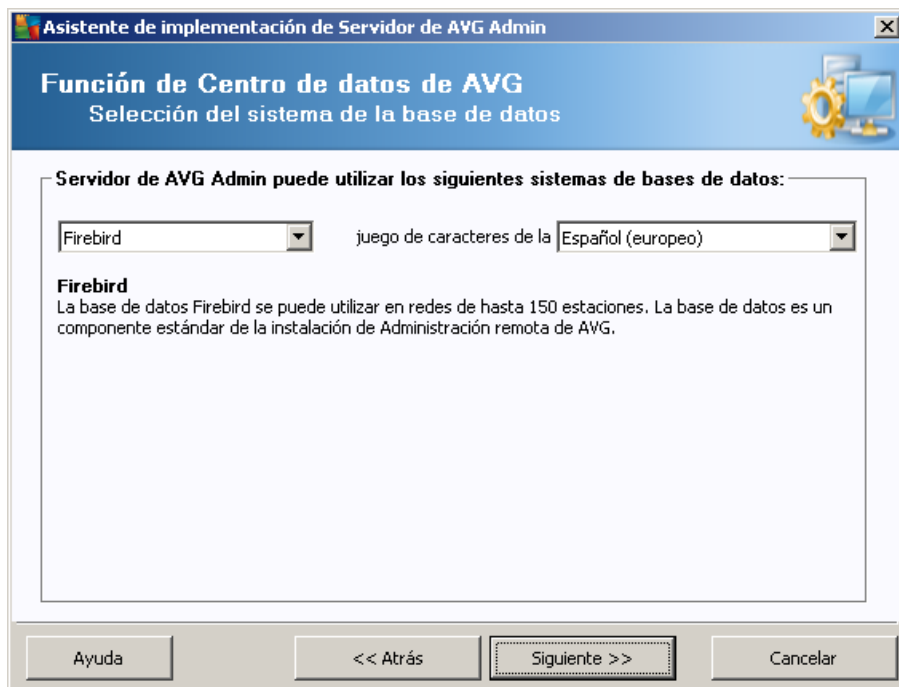 Asistente de implementación de Servidor de AVG Admin
Función de Centro de datos de AVG
Selección del sistema de la base de datos
Servidor de AVG Admin puede utilizar los siguientes sistemas de bases de datos:
Firebird juego de caracteres de la Español (europeo)
Firebird
La base de datos Firebird se puede utilizar en redes de hasta 150 estaciones. La base de datos es un
componente estándar de la instalación de Administración remota de AVG.
Ayuda << Atrás Siguiente >> Cancelar